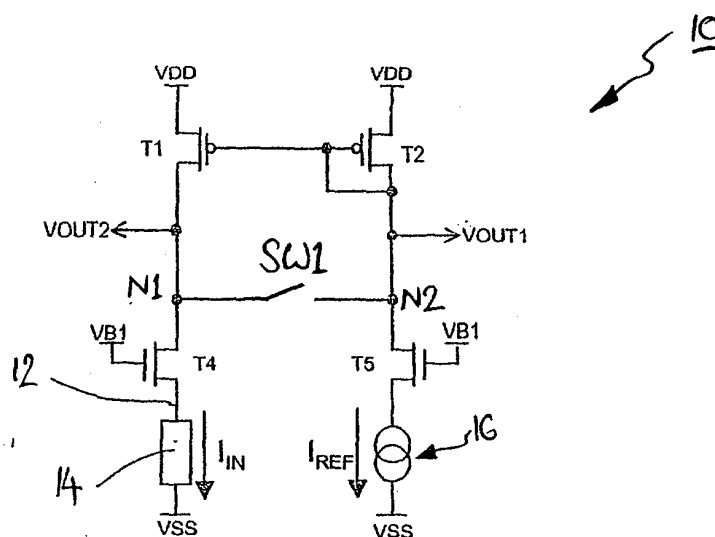 10
VDD VDD
T1 T2
VOUT2 VOUT1
SW1
N1 N2
VB1 VB1
T4 T5
12
14 IIN IREF 16
VSS VSS